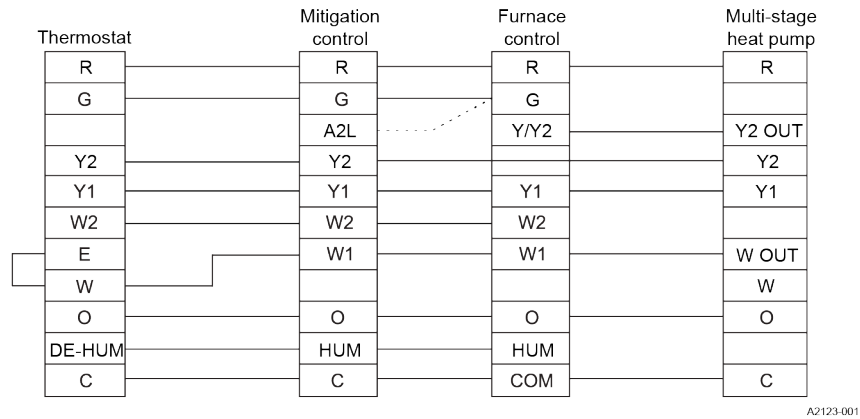 Thermostat
Mitigation
control
Furnace
control
Multi-stage
heat pump
R R R R
G G G
A2L Y/Y2 Y2 OUT
Y2 Y2 Y2
Y1 Y1 Y1 Y1
W2 W2 W2
E W1 W1 W OUT
W W
O O O O
DE-HUM HUM HUM
C C COM C
A2123-001